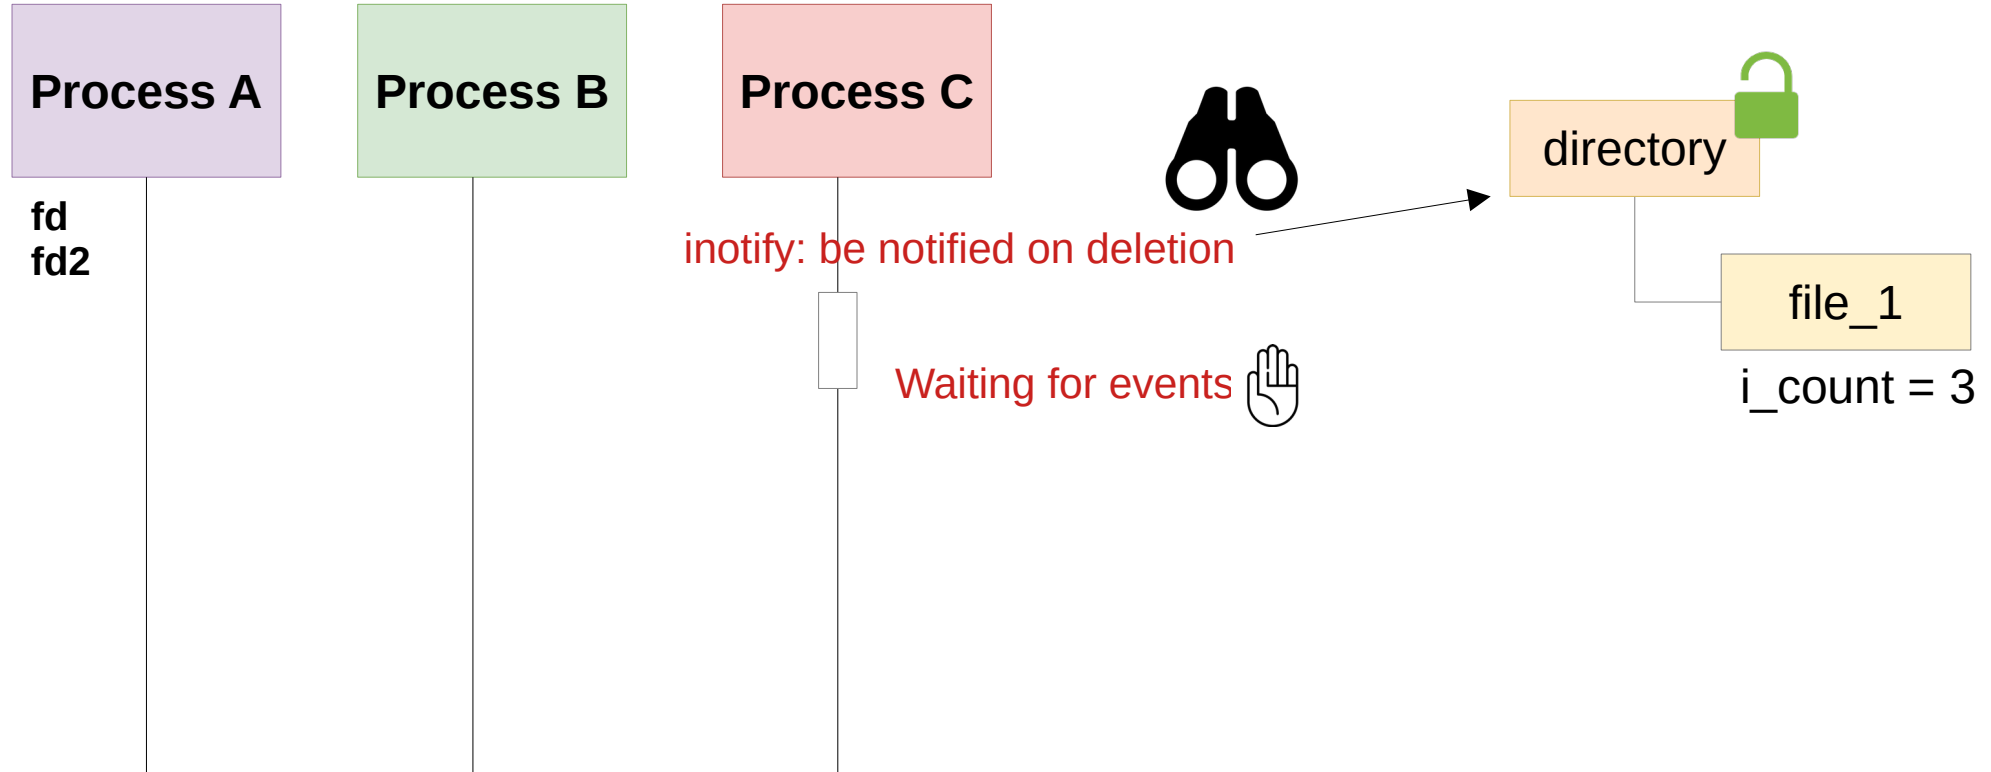 Process A
Process B
Process C
directory
fd
fd2
inotify: be notified on deletion
file_1
Waiting for events
i_count = 3